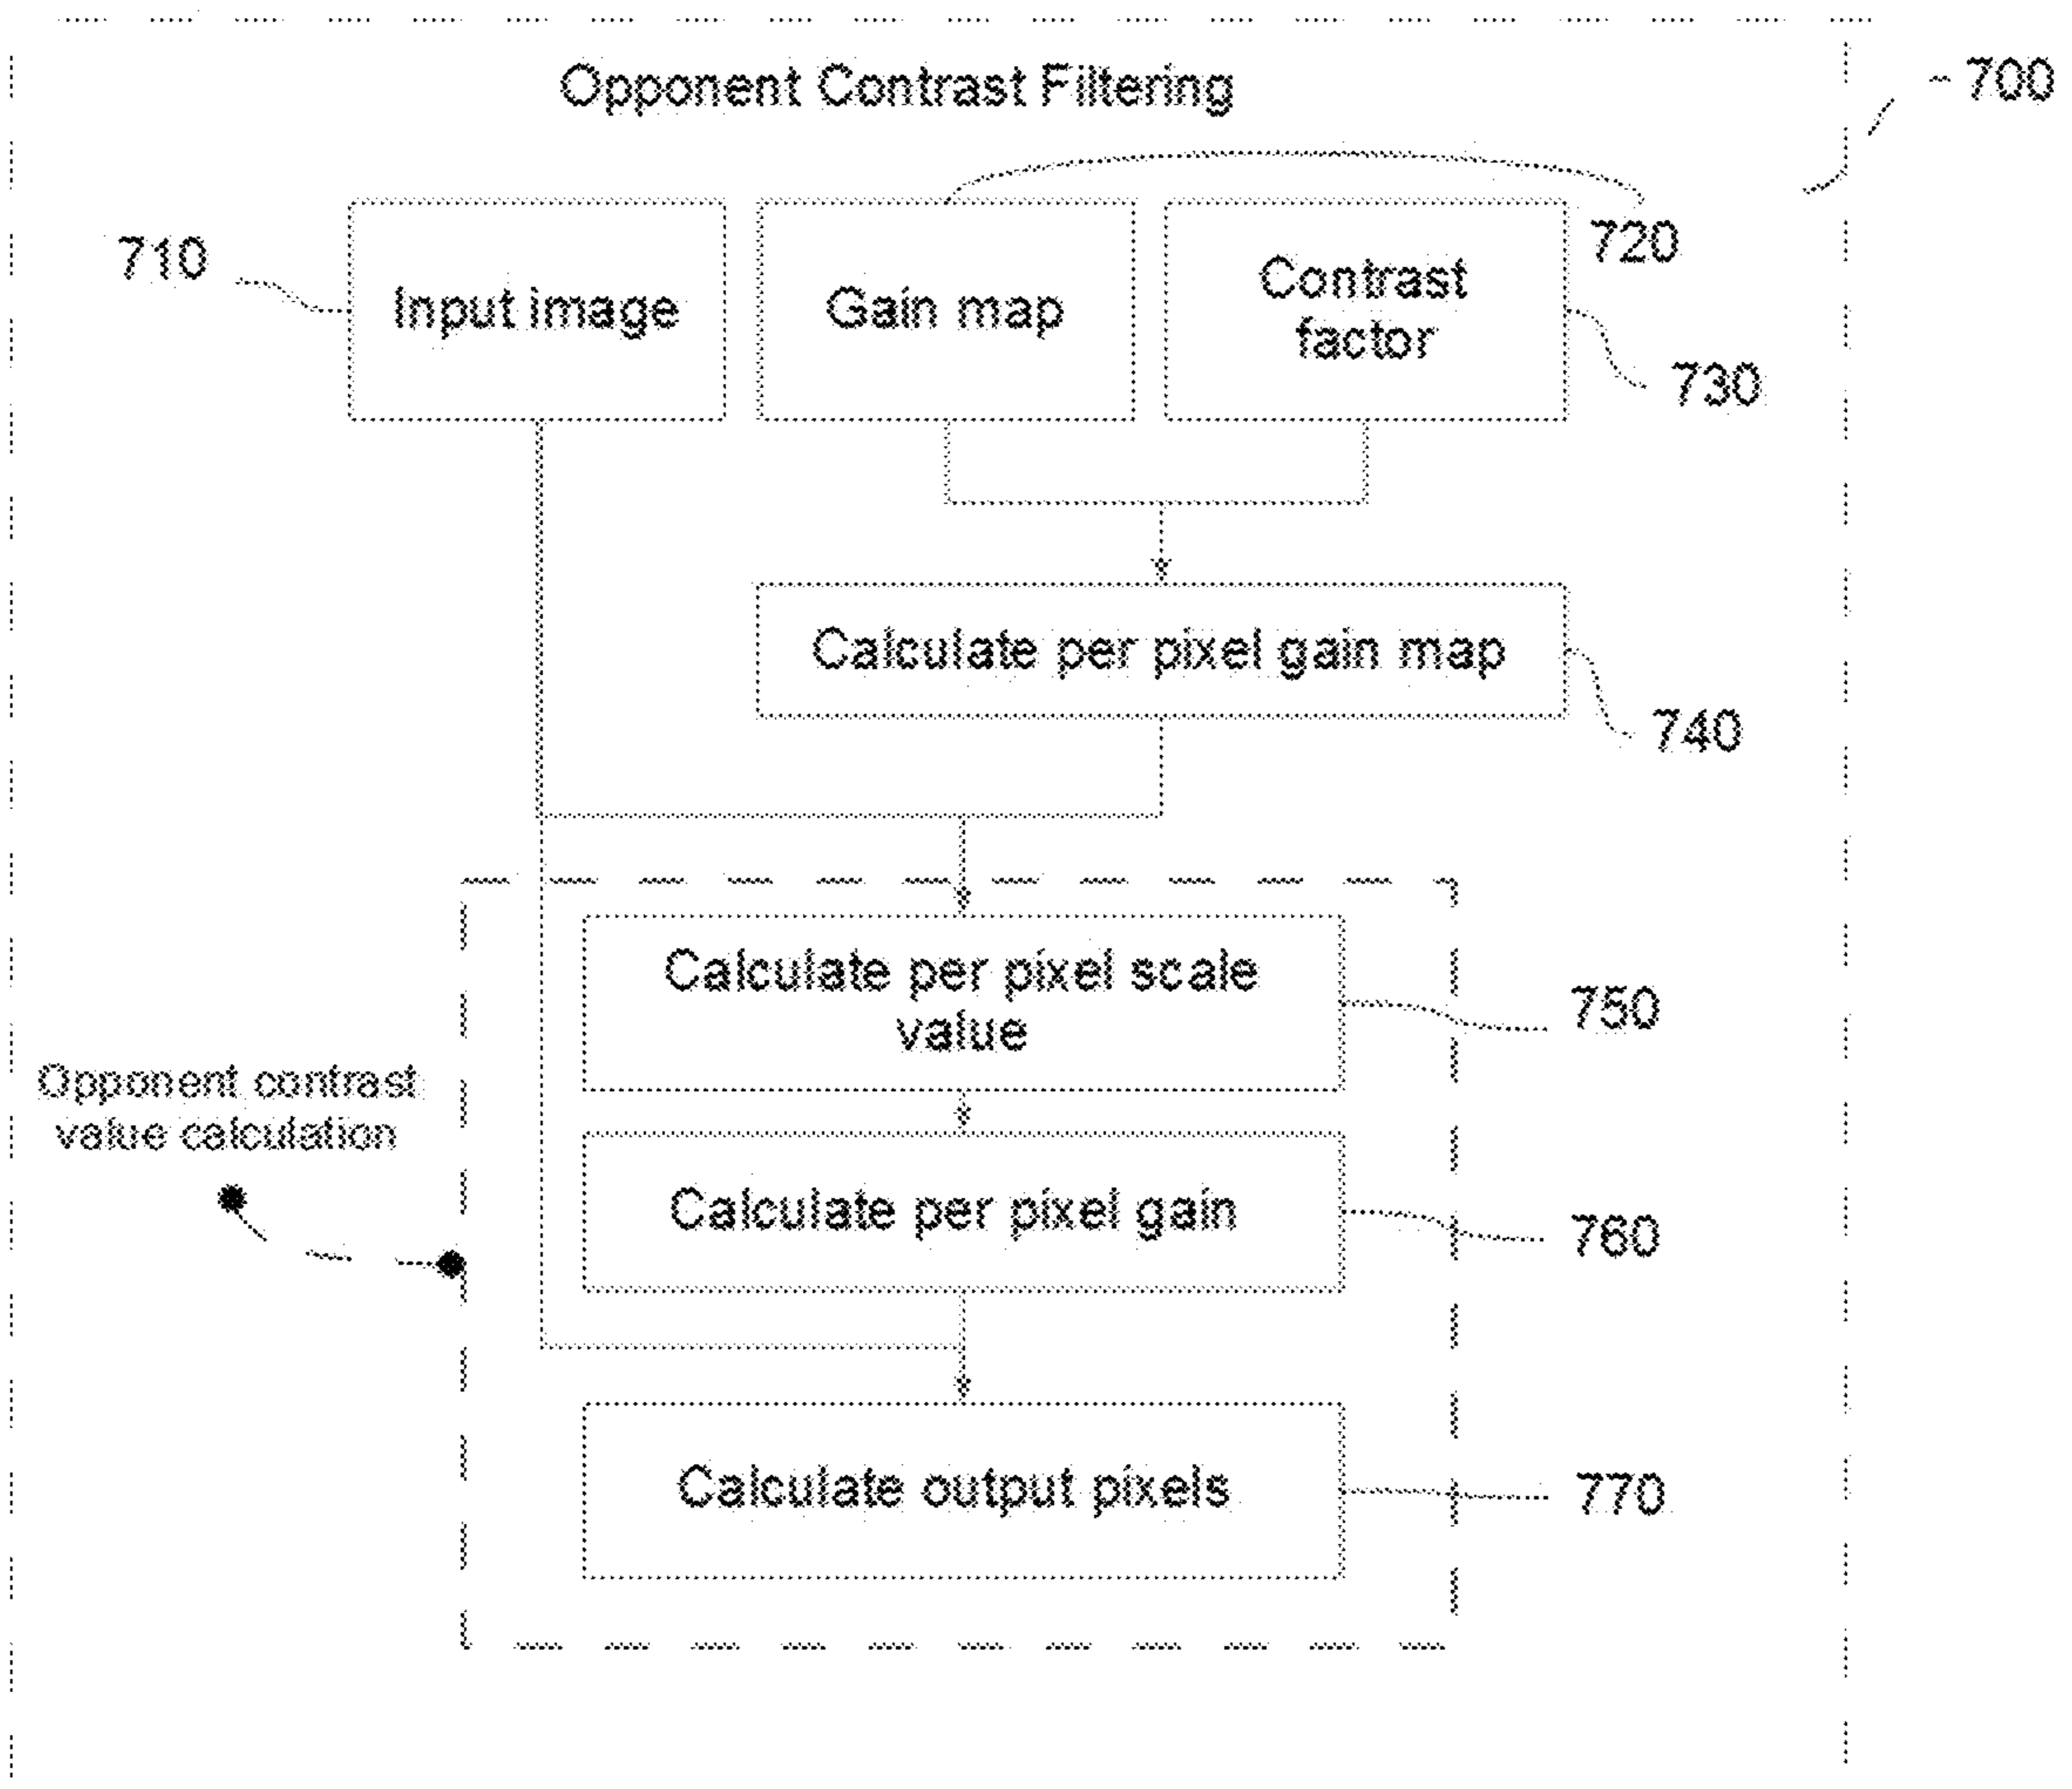 Opponent Contrast Filtering
700
710
Input image
Gain map
Contrast
factor
720
730
Calculate per pixel gain map
740
Calculate per pixel scale
value
750
Opponent contrast
value calculation
Calculate per pixel gain
760
Calculate output pixels
770